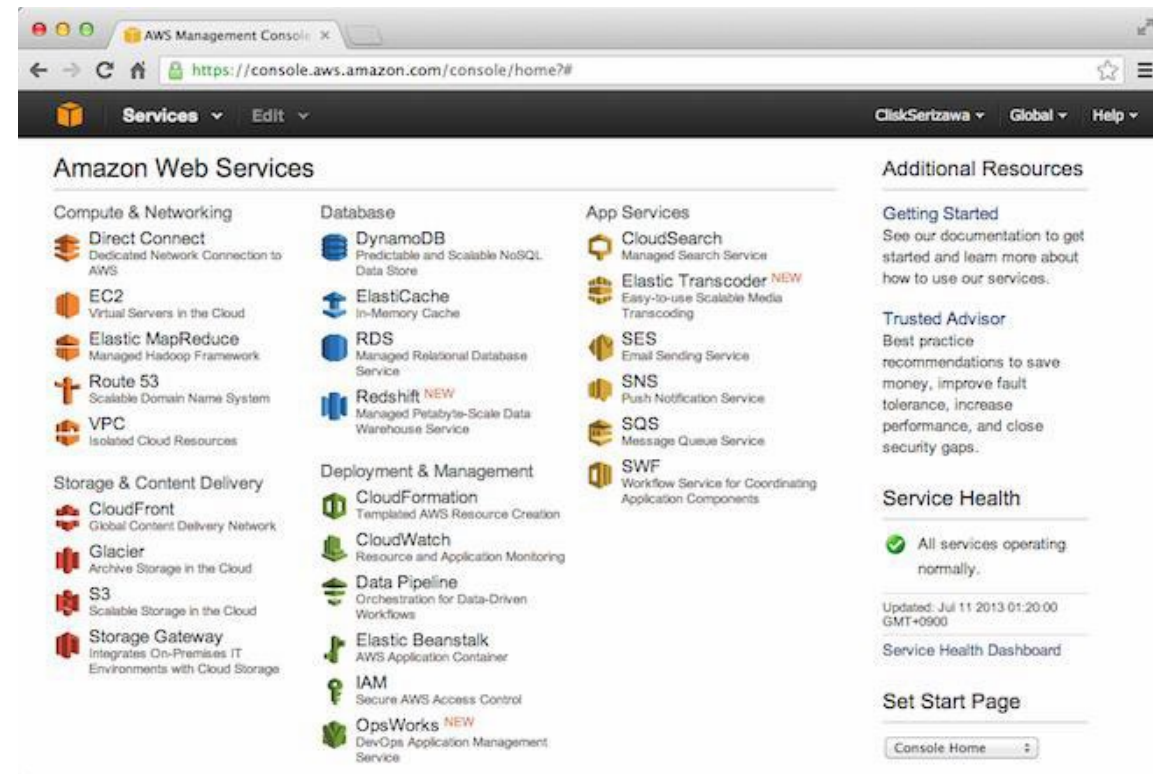 AWS Management Console
https://console.aws.amazon.com/console/home?#
Services
Edit
CliskSerizawa
Global
Help
Amazon Web Services
Compute & Networking
Direct Connect
Dedicated Network Connection to
AWS
EC2
Virtual Servers in the Cloud
Elastic MapReduce
Managed Hadoop Framework
Route 53
Scalable Domain Name System
VPC
Isolated Cloud Resources
Storage & Content Delivery
CloudFront
Global Content Delivery Network
Glacier
Archive Storage in the Cloud
S3
Scalable Storage in the Cloud
Storage Gateway
Integrates On-Premises IT
Environments with Cloud Storage
Database
DynamoDB
Predictable and Scalable NoSQL
Data Store
ElastiCache
In-Memory Cache
RDS
Managed Relational Database
Service
Redshift NEW
Managed Petabyte-Scale Data
Warehouse Service
Deployment & Management
CloudFormation
Templated AWS Resource Creation
CloudWatch
Resource and Application Monitoring
Data Pipeline
Orchestration for Data-Driven
Workflows
Elastic Beanstalk
AWS Application Container
IAM
Secure AWS Access Control
OpsWorks NEW
DevOps Application Management
Service
App Services
CloudSearch
Managed Search Service
Elastic Transcoder NEW
Easy-to-use Scalable Media
Transcoding
SES
Email Sending Service
SNS
Push Notification Service
SQS
Message Queue Service
SWF
Workflow Service for Coordinating
Application Components
Additional Resources
Getting Started
See our documentation to get
started and learn more about
how to use our services.
Trusted Advisor
Best practice
recommendations to save
money, improve fault
tolerance, increase
performance, and close
security gaps.
Service Health
All services operating
normally.
Updated: Jul 11 2013 01:20:00
GMT+0900
Service Health Dashboard
Set Start Page
Console Home